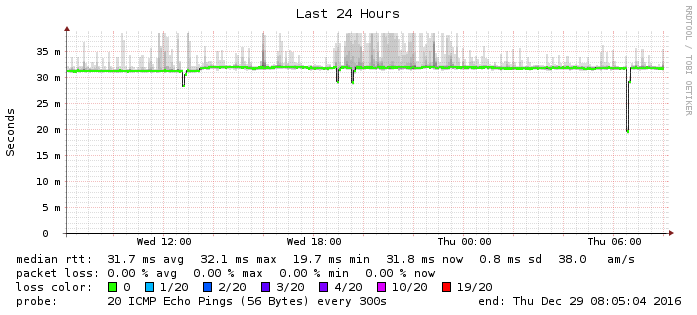 Last 24 Hours
RRDTOOL / TOBI OETIKER
Seconds
35 m
30 m
25 m
20 m
15 m
10 m
5 m
0
Wed 12:00 Wed 18:00 Thu 00:00 Thu 06:00
median rtt: 31.7 ms avg 32.1 ms max 19.7 ms min 31.8 ms now 0.8 ms sd 38.0 am/s
packet loss: 0.00 % avg 0.00 % max 0.00 % min 0.00 % now
loss color: 0 1/20 2/20 3/20 4/20 10/20 19/20
probe: 20 ICMP Echo Pings (56 Bytes) every 300s end: Thu Dec 29 08:05:04 2016